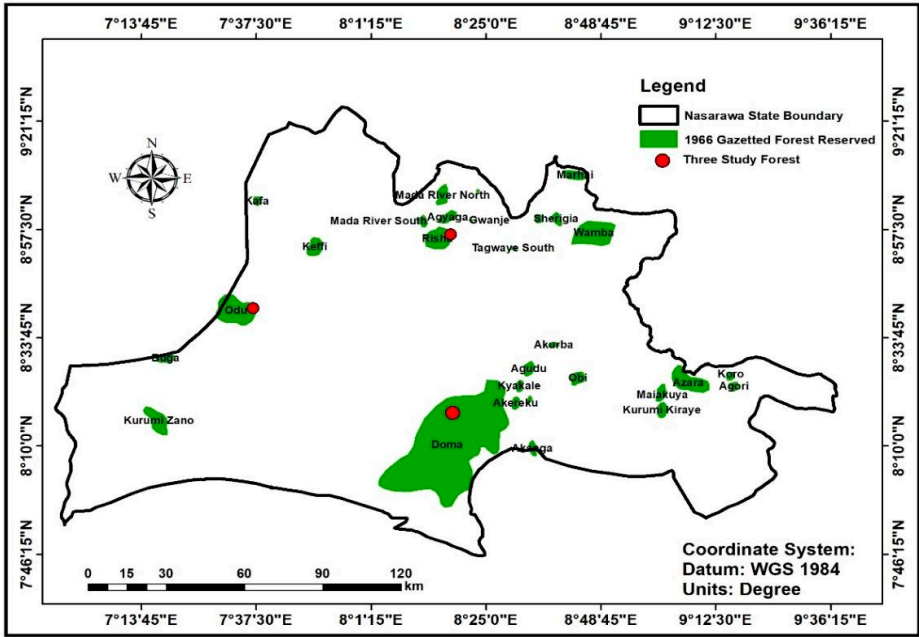 7°13'45"E 7°37'30"E 8°1'15"E 8°25'0"E 8°48'45"E 9°12'30"E 9°36'15"E
Legend
Nasarawa State Boundary
1966 Gazetted Forest Reserved
Three Study Forest
9°21'15"N
9°21'15"N
N
W E
S
Marhai
Mada River North
Kafa
Mada River South
Agyaga
Gwanje
Sherigia
8°57'30"N
8°57'30"N
Risha
Wamba
Keffi
Tagwaye South
Odu
8°33'45"N
8°33'45"N
Akorba
Buga
Agudu
Obi
Koro
Kyakale
Azara
Agori
Maiakuya
Akereku
Kurumi Kiraye
Kurumi Zano
Doma
Akanga
8°10'0"N
8°10'0"N
7°46'15"N
7°46'15"N
Coordinate System:
Datum: WGS 1984
Units: Degree
0 15 30 60 90 120
km
7°13'45"E 7°37'30"E 8°1'15"E 8°25'0"E 8°48'45"E 9°12'30"E 9°36'15"E